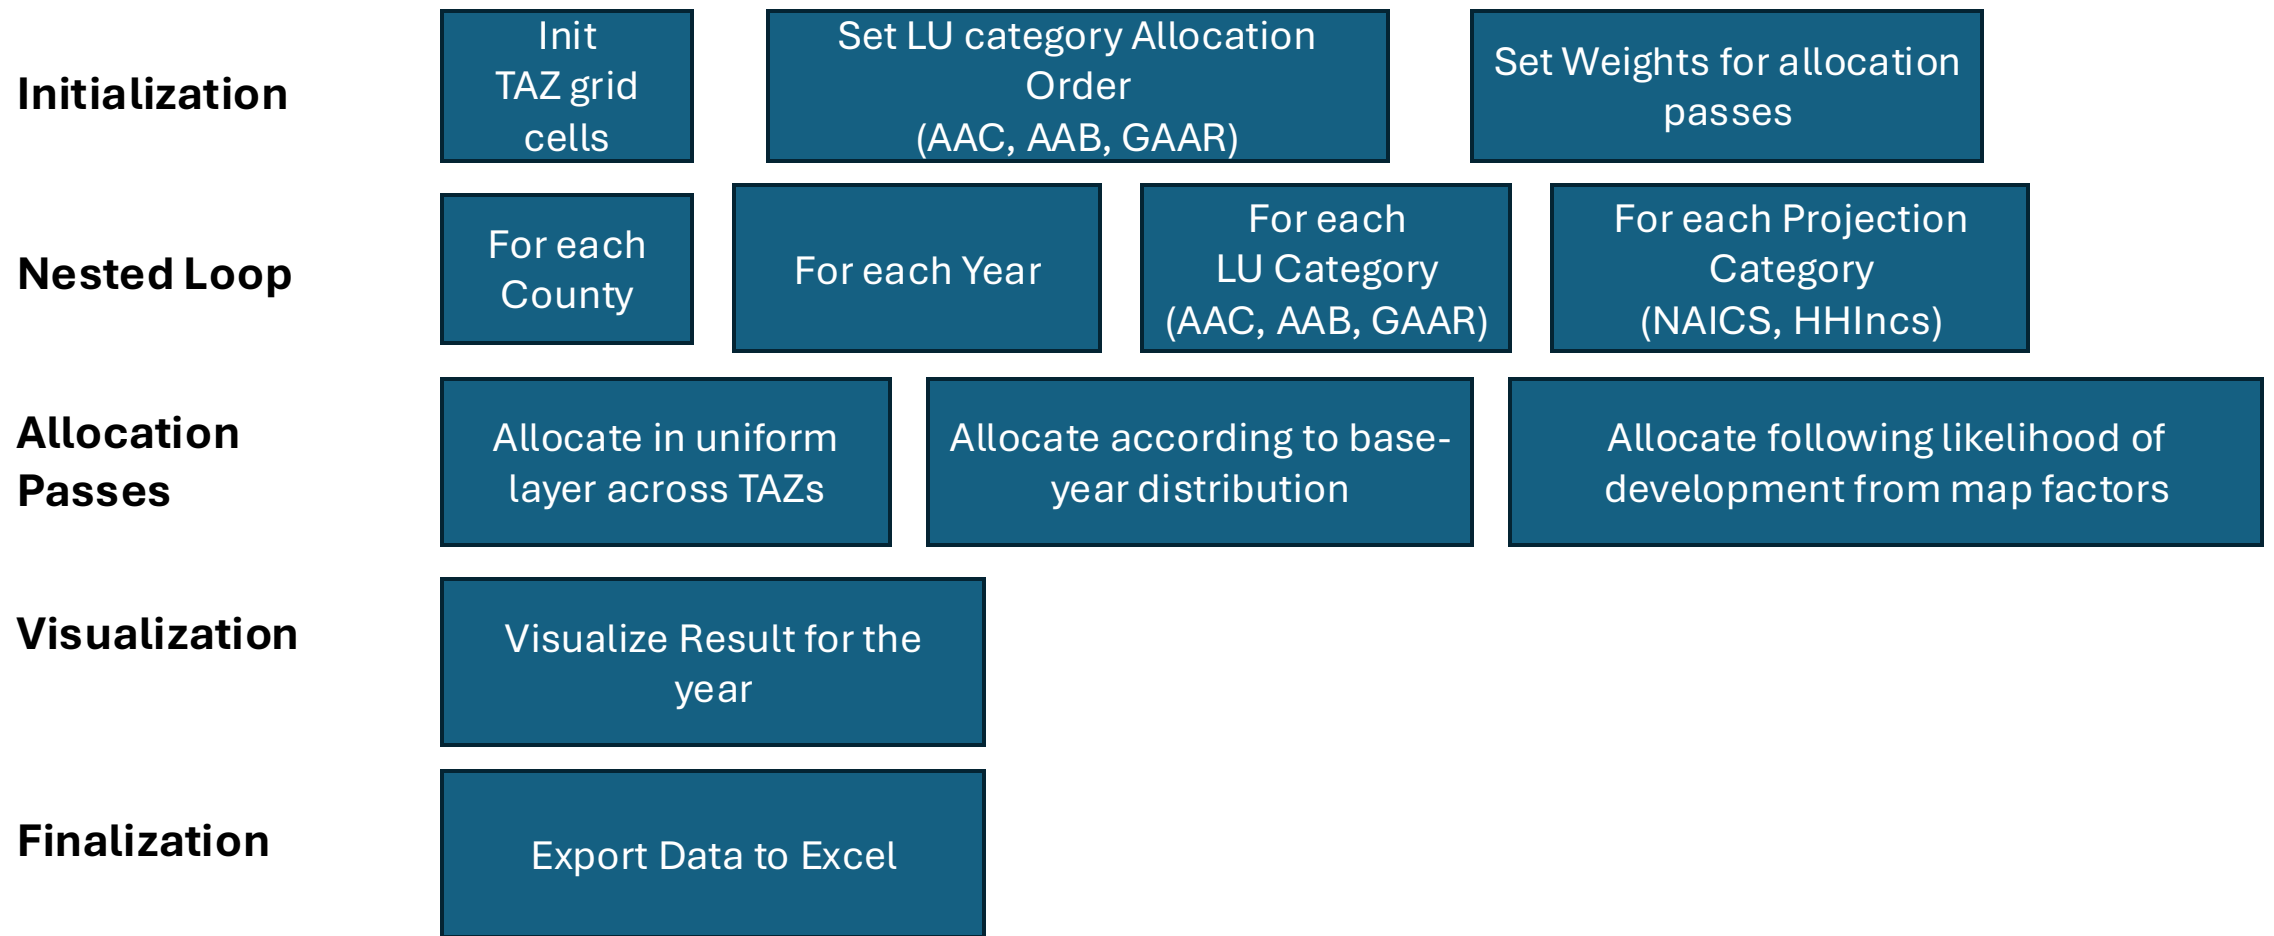 Initialization
Init
TAZ grid
cells
Set LU category Allocation
Order
(AAC, AAB, GAAR)
Set Weights for allocation
passes
Nested Loop
For each
County
For each Year
For each
LU Category
(AAC, AAB, GAAR)
For each Projection
Category
(NAICS, HHIncs)
Allocation
Passes
Allocate in uniform
layer across TAZs
Allocate according to base-
year distribution
Allocate following likelihood of
development from map factors
Visualization
Visualize Result for the
year
Finalization
Export Data to Excel